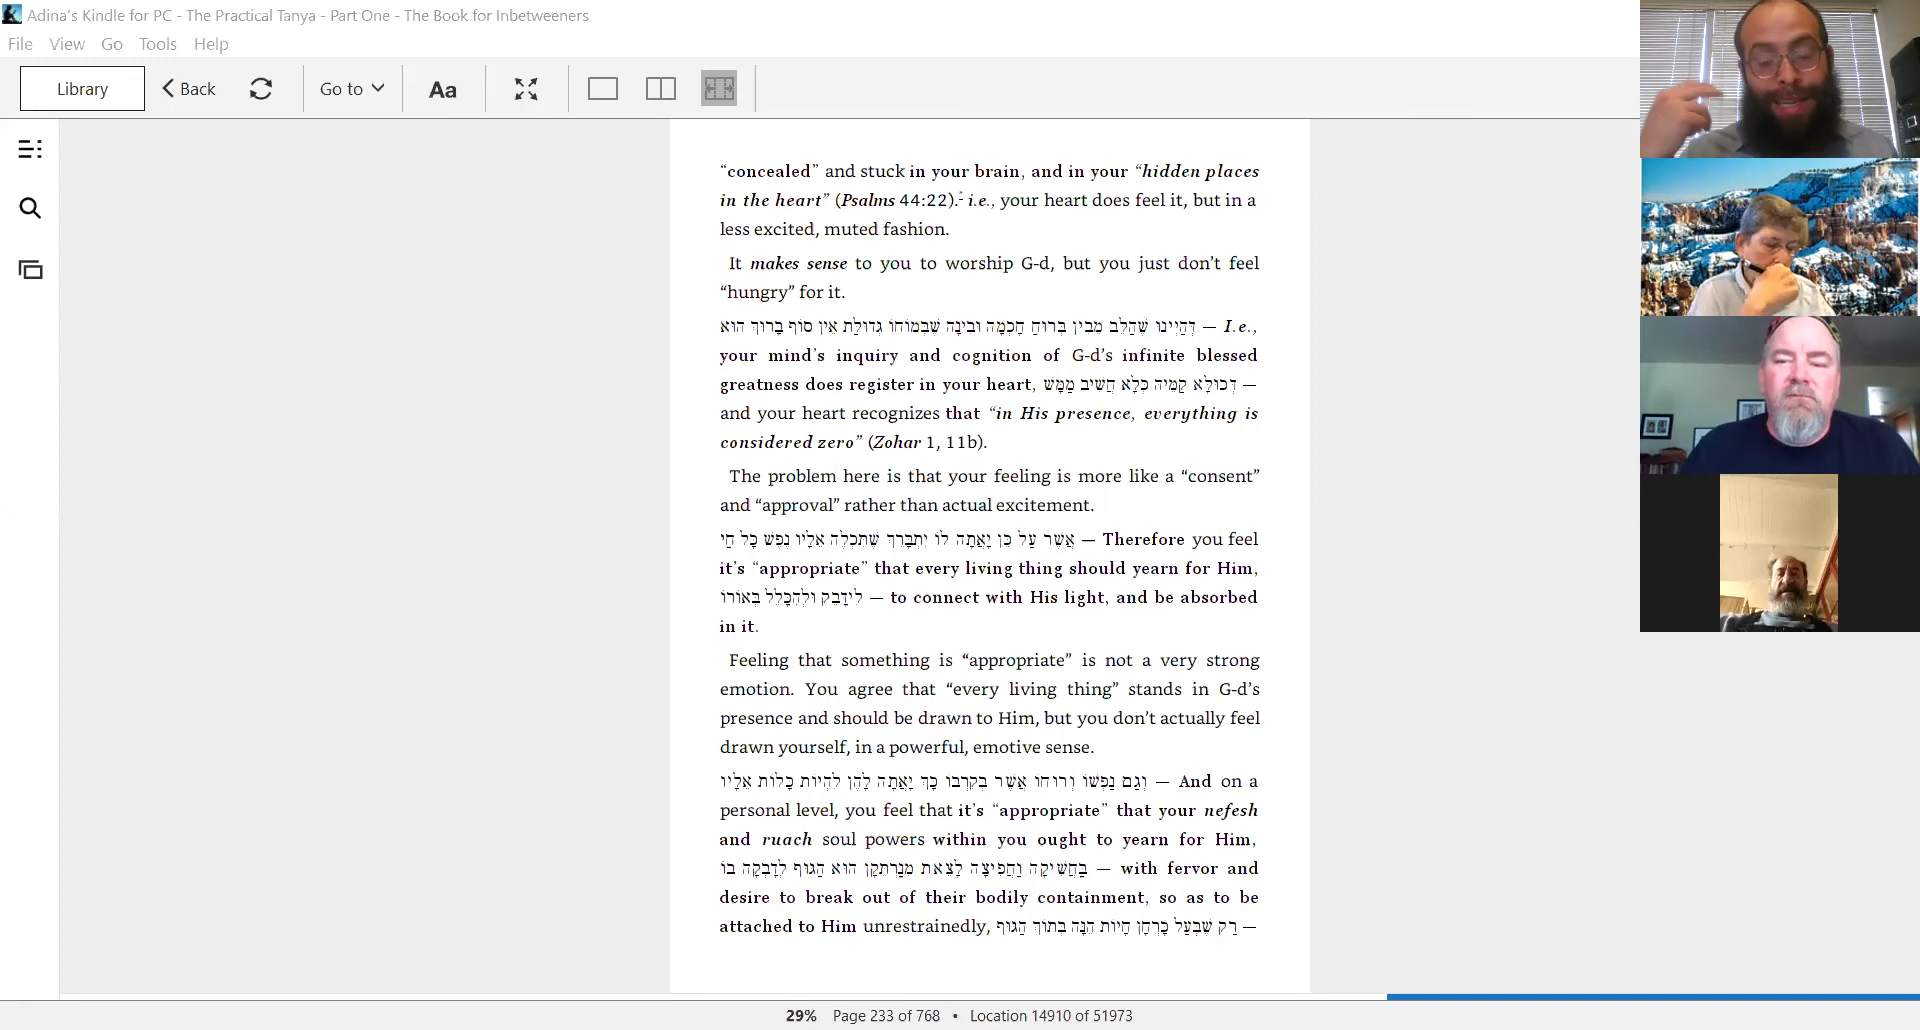 Adina's Kindle for PC - The Practical Tanya - Part One - The Book for Inbetweeners
File View Go Tools Help
Library Back Go to Aa
“concealed” and stuck in your brain, and in your “hidden places
in the heart” (Psalms 44:22).- i.e., your heart does feel it, but in a
less excited, muted fashion.
It makes sense to you to worship G-d, but you just don’t feel
“hungry” for it.
דְּהַיְינוּ שֶׁהַלֵּב מֵבִין בְּרוּחַ חָכְמָה וּבִינָה שֶׁבְּמוֹחוֹ גְדוּלַּת אֵין סוֹף בָּרוּךְ הוּא — I.e.,
your mind’s inquiry and cognition of G-d’s infinite blessed
greatness does register in your heart, דְּכוּלָּא קַמֵּיהּ כְּלָא חֲשִׁיב מַמָּשׁ —
and your heart recognizes that “in His presence, everything is
considered zero” (Zohar 1, 11b).
The problem here is that your feeling is more like a “consent”
and “approval” rather than actual excitement.
אֲשֶׁר עַל כֵּן יָאֲתָה לוֹ יִתְבָּרֵךְ שֶׁתִּכְלֶה אֵלָיו נֶפֶשׁ כָּל חַי — Therefore you feel
it’s “appropriate” that every living thing should yearn for Him,
לִידָּבֵק וּלְהִכָּלֵל בְּאוֹרוֹ — to connect with His light, and be absorbed
in it.
Feeling that something is “appropriate” is not a very strong
emotion. You agree that “every living thing” stands in G-d’s
presence and should be drawn to Him, but you don’t actually feel
drawn yourself, in a powerful, emotive sense.
וְגַם נַפְשׁוֹ וְרוּחוֹ אֲשֶׁר בְּקִרְבּוֹ כָּךְ יָאֲתָה לָהֶן לִהְיוֹת כָּלוֹת אֵלָיו — And on a
personal level, you feel that it’s “appropriate” that your nefesh
and ruach soul powers within you ought to yearn for Him,
בַּחֲשִׁיקָה וַחֲפִיצָה לָצֵאת מִנַּרְתֵּקָן הוּא הַגּוּף לְדָבְקָה בוֹ — with fervor and
desire to break out of their bodily containment, so as to be
attached to Him unrestrainedly, רַק שֶׁבְּעַל כָּרְחָן חָיוֹת הֵנָּה בְּתוֹךְ הַגּוּף —
29% Page 233 of 768 • Location 14910 of 51973